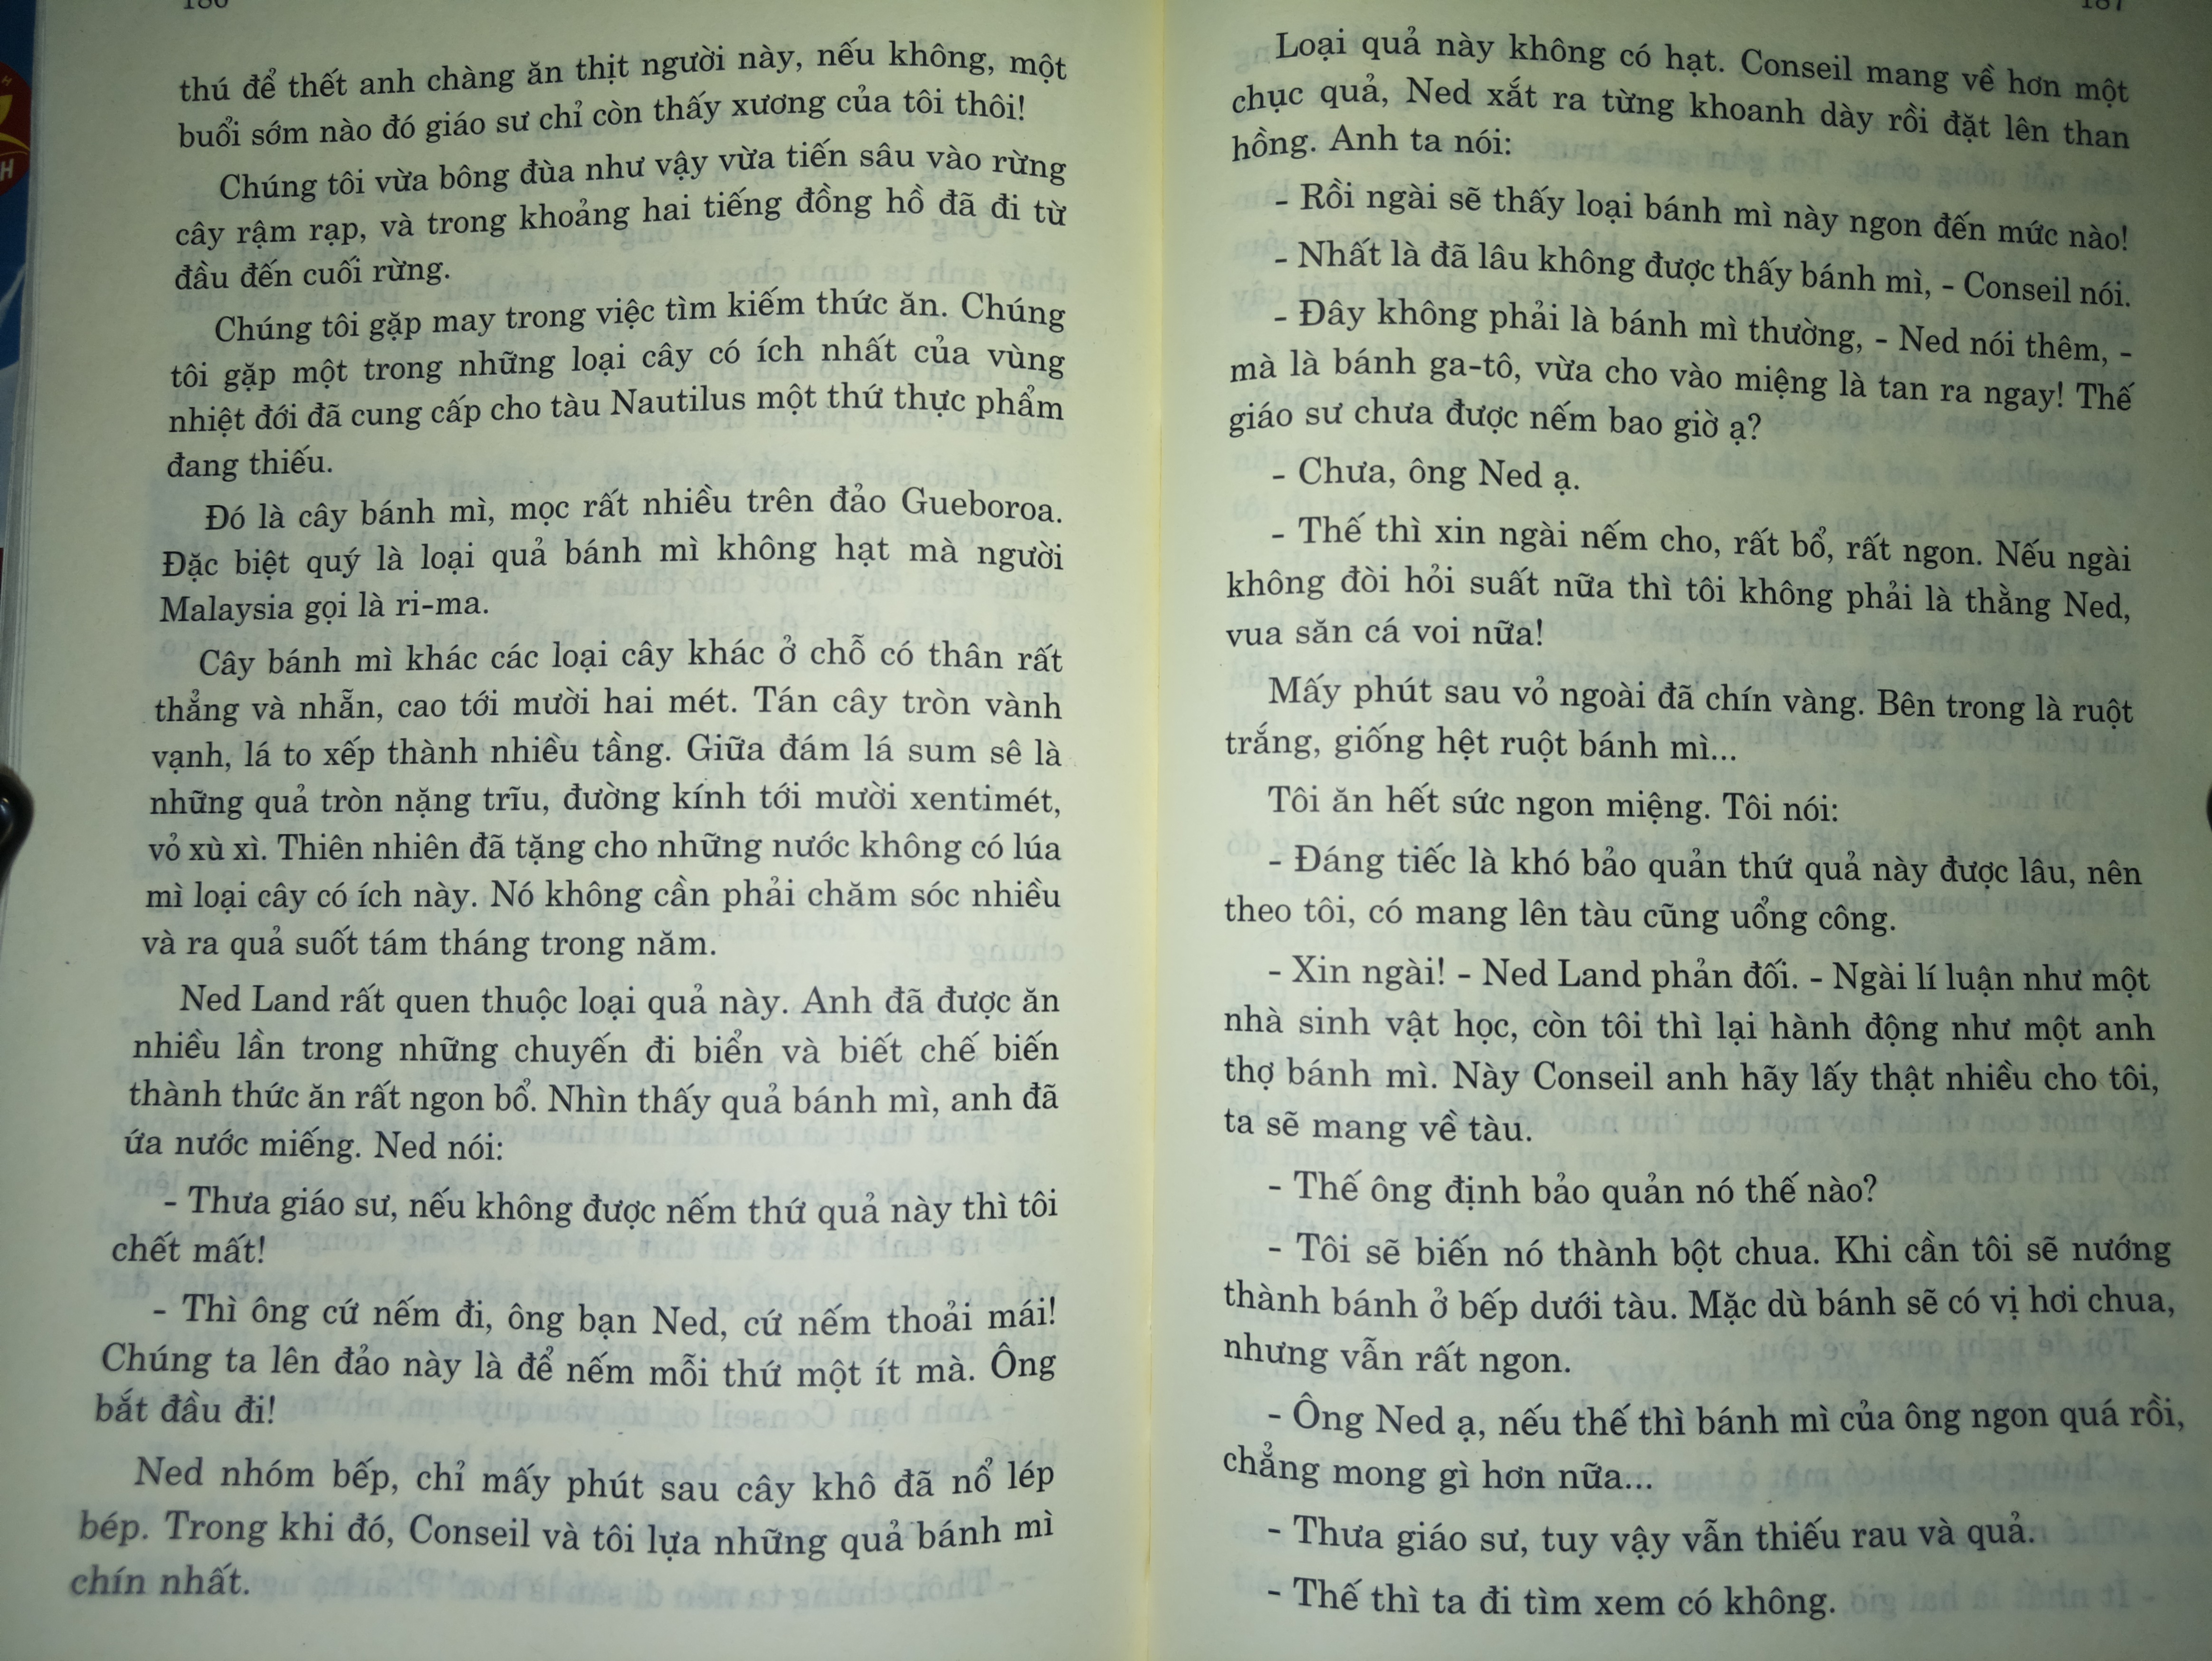 186
thú để thết anh chàng ăn thịt người này, nếu không, một
buổi sớm nào đó giáo sư chỉ còn thấy xương của tôi thôi!
Chúng tôi vừa bông đùa như vậy vừa tiến sâu vào rừng
cây rậm rạp, và trong khoảng hai tiếng đồng hồ đã đi từ
đầu đến cuối rừng.
Chúng tôi gặp may trong việc tìm kiếm thức ăn. Chúng
tôi gặp một trong những loại cây có ích nhất của vùng
nhiệt đới đã cung cấp cho tàu Nautilus một thứ thực phẩm
đang thiếu.
Đó là cây bánh mì, mọc rất nhiều trên đảo Gueboroa.
Đặc biệt quý là loại quả bánh mì không hạt mà người
Malaysia gọi là ri-ma.
Cây bánh mì khác các loại cây khác ở chỗ có thân rất
thẳng và nhẵn, cao tới mười hai mét. Tán cây tròn vành
vạnh, lá to xếp thành nhiều tầng. Giữa đám lá sum sê là
những quả tròn nặng trĩu, đường kính tới mười xentimét,
vỏ xù xì. Thiên nhiên đã tặng cho những nước không có lúa
mì loại cây có ích này. Nó không cần phải chăm sóc nhiều
và ra quả suốt tám tháng trong năm.
Ned Land rất quen thuộc loại quả này. Anh đã được ăn
nhiều lần trong những chuyến đi biển và biết chế biến
thành thức ăn rất ngon bổ. Nhìn thấy quả bánh mì, anh đã
ứa nước miếng. Ned nói:
- Thưa giáo sư, nếu không được nếm thứ quả này thì tôi
chết mất!
- Thì ông cứ nếm đi, ông bạn Ned, cứ nếm thoải mái!
Chúng ta lên đảo này là để nếm mỗi thứ một ít mà. Ông
bắt đầu đi!
Ned nhóm bếp, chỉ mấy phút sau cây khô đã nổ lép
bép. Trong khi đó, Conseil và tôi lựa những quả bánh mì
chín nhất.
187
Loại quả này không có hạt. Conseil mang về hơn một
chục quả, Ned xắt ra từng khoanh dày rồi đặt lên than
hồng. Anh ta nói:
- Rồi ngài sẽ thấy loại bánh mì này ngon đến mức nào!
- Nhất là đã lâu không được thấy bánh mì, - Conseil nói.
- Đây không phải là bánh mì thường, - Ned nói thêm, -
mà là bánh ga-tô, vừa cho vào miệng là tan ra ngay! Thế
giáo sư chưa được nếm bao giờ ạ?
- Chưa, ông Ned ạ.
- Thế thì xin ngài nếm cho, rất bổ, rất ngon. Nếu ngài
không đòi hỏi suất nữa thì tôi không phải là thằng Ned,
vua săn cá voi nữa!
Mấy phút sau vỏ ngoài đã chín vàng. Bên trong là ruột
trắng, giống hệt ruột bánh mì...
Tôi ăn hết sức ngon miệng. Tôi nói:
- Đáng tiếc là khó bảo quản thứ quả này được lâu, nên
theo tôi, có mang lên tàu cũng uổng công.
- Xin ngài! - Ned Land phản đối. - Ngài lí luận như một
nhà sinh vật học, còn tôi thì lại hành động như một anh
thợ bánh mì. Này Conseil anh hãy lấy thật nhiều cho tôi,
ta sẽ mang về tàu.
- Thế ông định bảo quản nó thế nào?
- Tôi sẽ biến nó thành bột chua. Khi cần tôi sẽ nướng
thành bánh ở bếp dưới tàu. Mặc dù bánh sẽ có vị hơi chua,
nhưng vẫn rất ngon.
- Ông Ned ạ, nếu thế thì bánh mì của ông ngon quá rồi,
chẳng mong gì hơn nữa...
- Thưa giáo sư, tuy vậy vẫn thiếu rau và quả.
- Thế thì ta đi tìm xem có không.